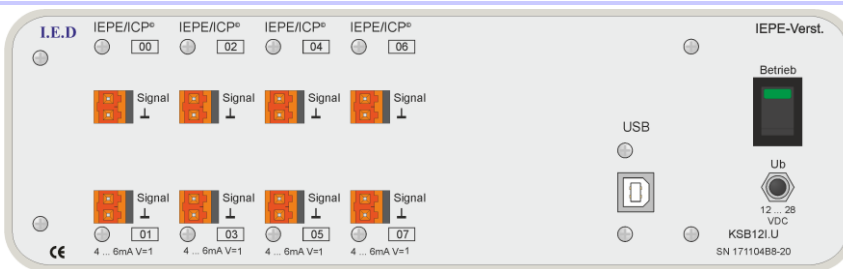 I.E.D
IEPE/ICP® IEPE/ICP® IEPE/ICP® IEPE/ICP®
00 02 04 06
IEPE-Verst.
Betrieb
Signal Signal Signal Signal
USB
Ub
12 ... 28
VDC
Signal Signal Signal Signal
01 03 05 07
4 ... 6mA V=1 4 ... 6mA V=1 4 ... 6mA V=1 4 ... 6mA V=1
CE
KSB12I.U
SN 171104B8-20